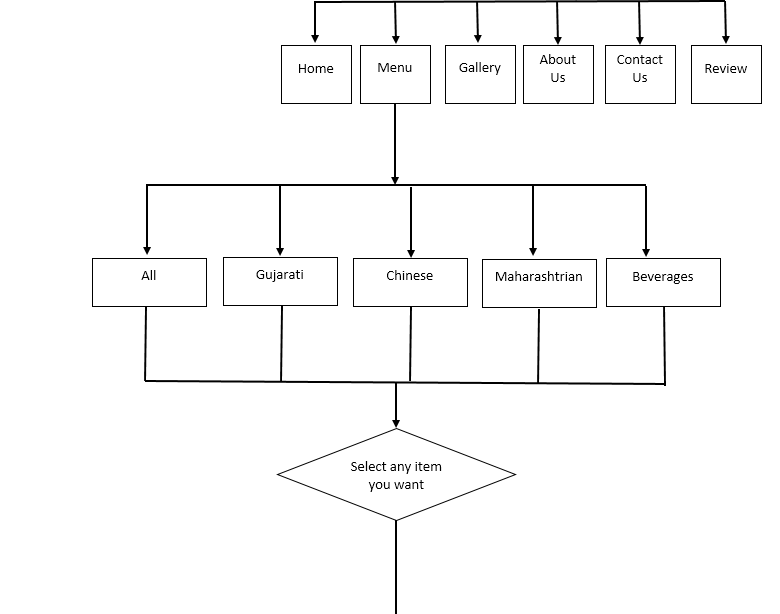 Home
Menu
Gallery
About
Us
Contact
Us
Review
All
Gujarati
Chinese
Maharashtrian
Beverages
Select any item
you want